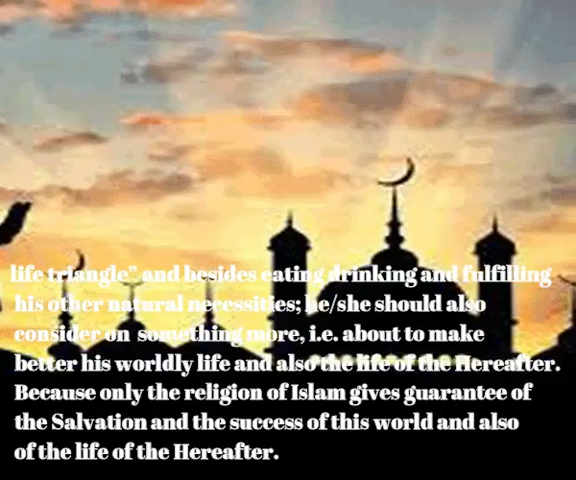 life triangle” and besides eating drinking and fulfilling
his other natural necessities; he/she should also
consider on something more, i.e. about to make
better his worldly life and also the life of the Hereafter.
Because only the religion of Islam gives guarantee of
the Salvation and the success of this world and also
of the life of the Hereafter.